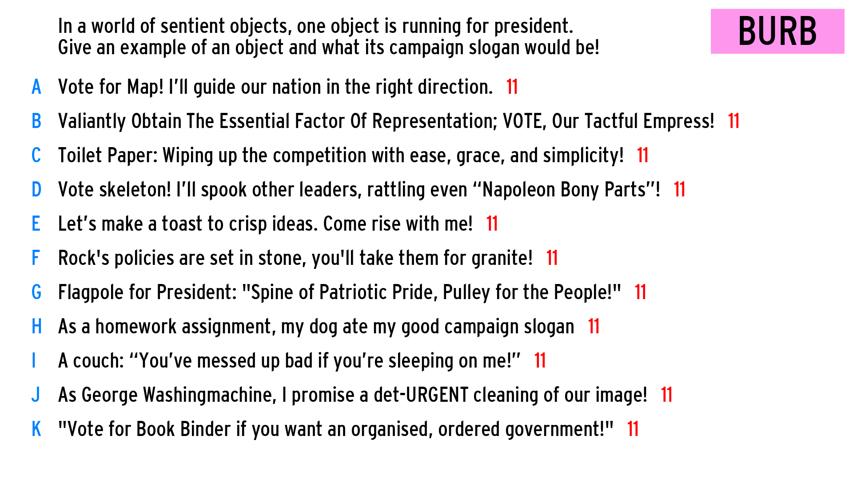 In a world of sentient objects, one object is running for president.
Give an example of an object and what its campaign slogan would be!
BURB
A Vote for Map! I'll guide our nation in the right direction. 11
B Valiantly Obtain The Essential Factor Of Representation; VOTE, Our Tactful Empress! 11
C Toilet Paper: Wiping up the competition with ease, grace, and simplicity! 11
D Vote skeleton! I'll spook other leaders, rattling even “Napoleon Bony Parts”! 11
E Let's make a toast to crisp ideas. Come rise with me! 11
F Rock's policies are set in stone, you'll take them for granite! 11
G Flagpole for President: "Spine of Patriotic Pride, Pulley for the People!" 11
H As a homework assignment, my dog ate my good campaign slogan 11
I A couch: “You've messed up bad if you're sleeping on me!” 11
J As George Washingmachine, I promise a det-URGENT cleaning of our image! 11
K "Vote for Book Binder if you want an organised, ordered government!" 11